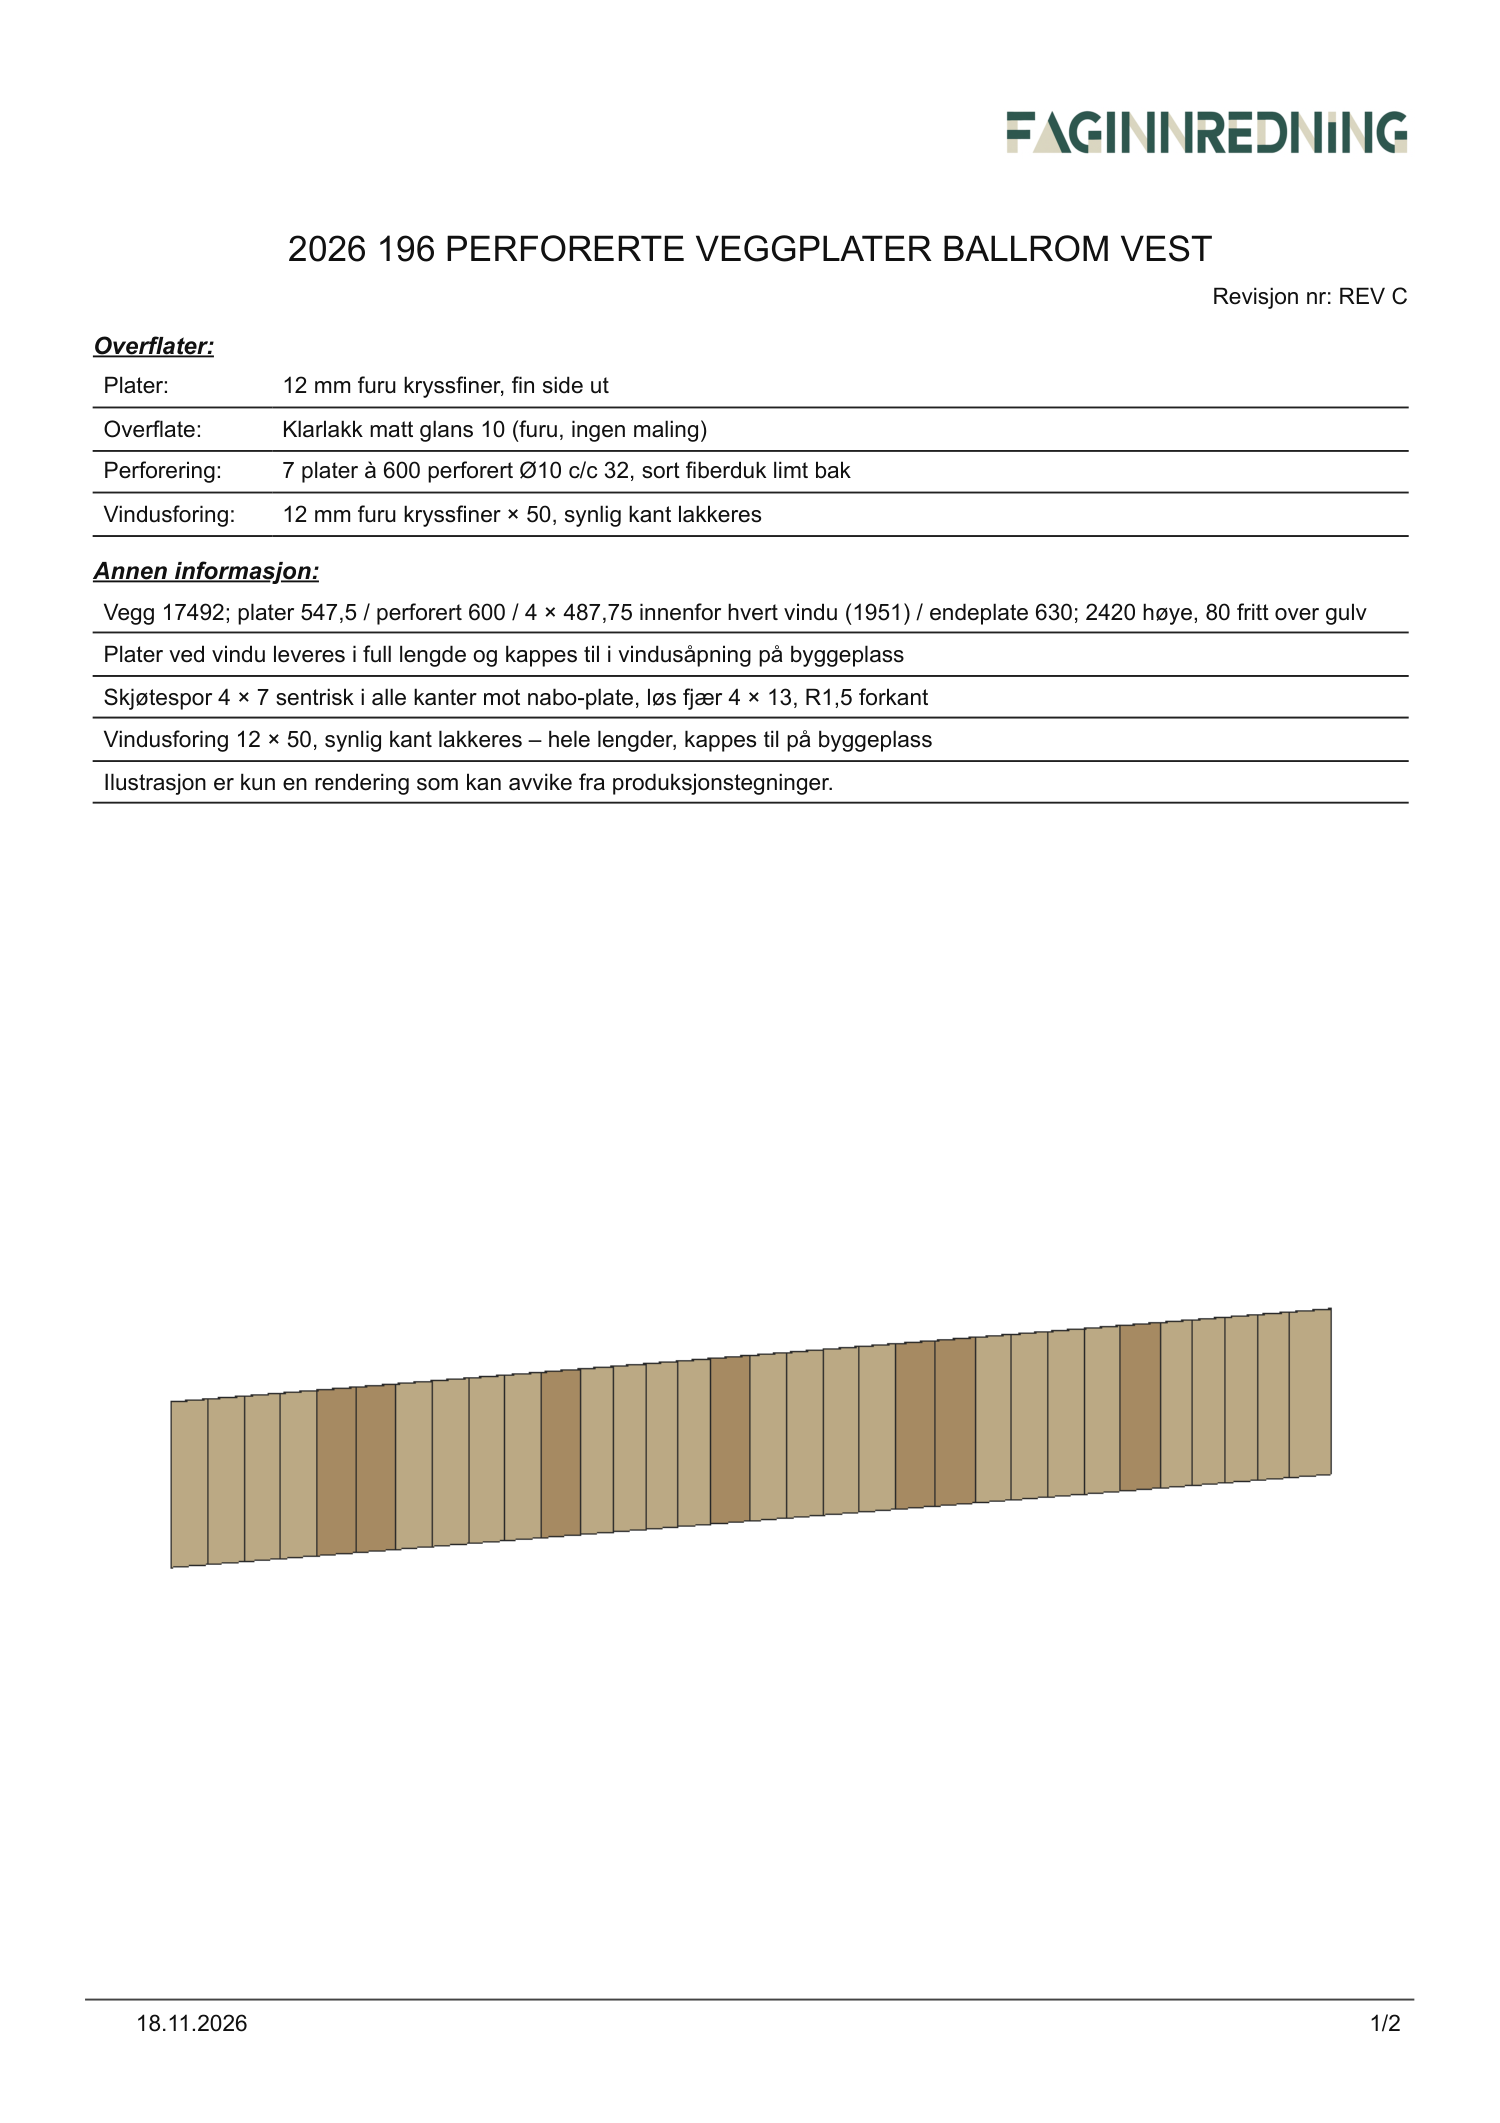 FAGINNREDNING
2026 196 PERFORERTE VEGGPLATER BALLROM VEST
Revisjon nr: REV C
Overflater:
Plater: 12 mm furu kryssfiner, fin side ut
Overflate: Klarlakk matt glans 10 (furu, ingen maling)
Perforering: 7 plater à 600 perforert Ø10 c/c 32, sort fiberduk limt bak
Vindusforing: 12 mm furu kryssfiner × 50, synlig kant lakkeres
Annen informasjon:
Vegg 17492; plater 547,5 / perforert 600 / 4 × 487,75 innenfor hvert vindu (1951) / endeplate 630; 2420 høye, 80 fritt over gulv
Plater ved vindu leveres i full lengde og kappes til i vindusåpning på byggeplass
Skjøtespor 4 × 7 sentrisk i alle kanter mot nabo-plate, løs fjær 4 × 13, R1,5 forkant
Vindusforing 12 × 50, synlig kant lakkeres – hele lengder, kappes til på byggeplass
Ilustrasjon er kun en rendering som kan avvike fra produksjonstegninger.
18.11.2026 1/2